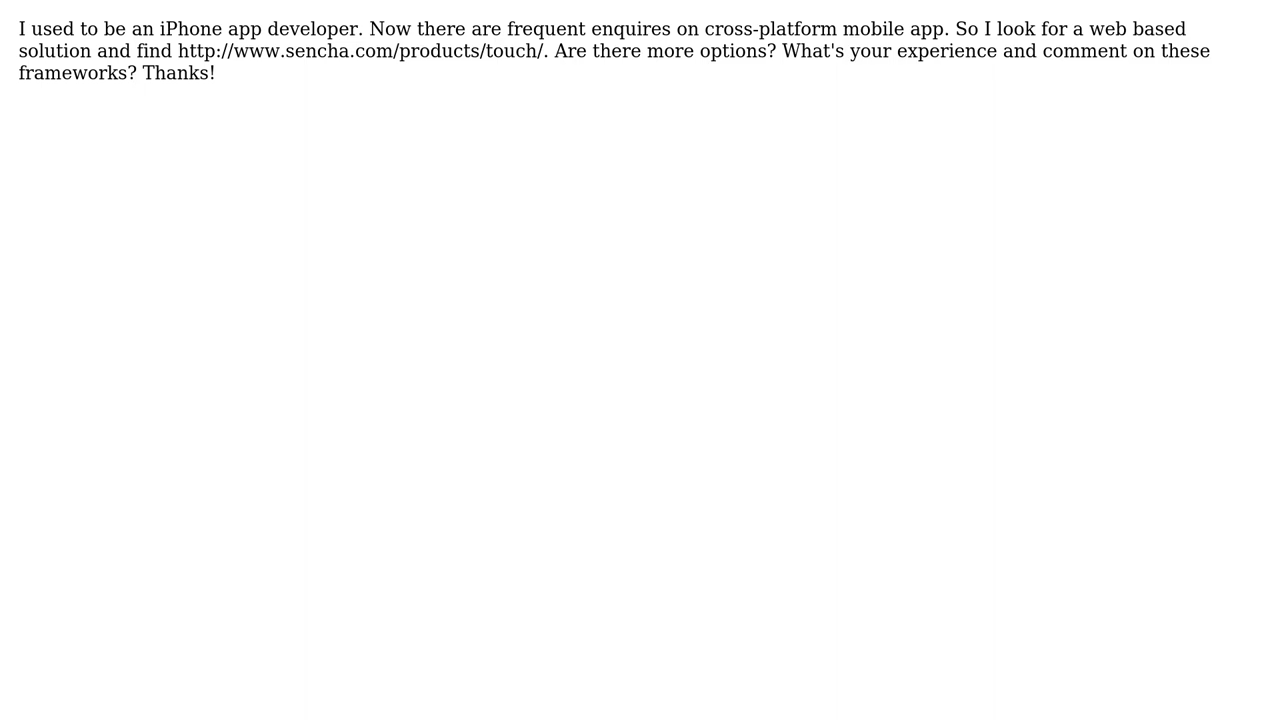 I used to be an iPhone app developer. Now there are frequent enquires on cross-platform mobile app. So I look for a web based
solution and find http://www.sencha.com/products/touch/. Are there more options? What's your experience and comment on these
frameworks? Thanks!